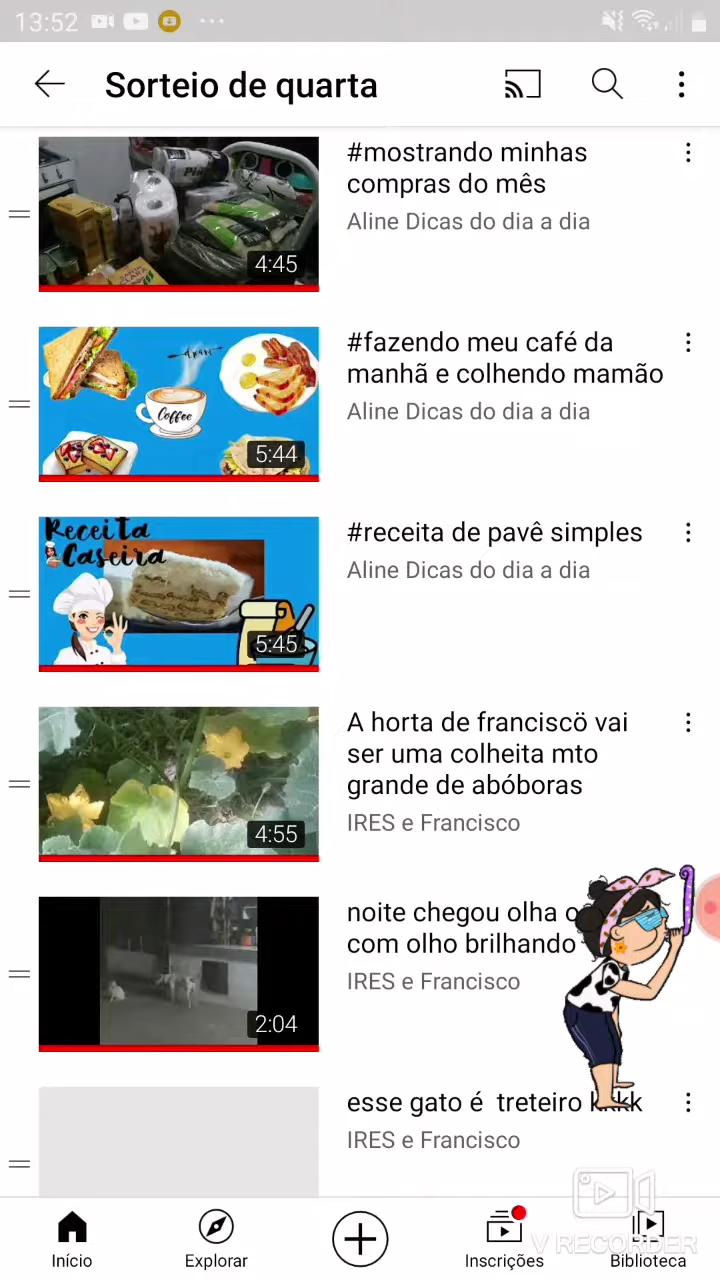 13:52
Sorteio de quarta
#mostrando minhas
compras do mês
Aline Dicas do dia a dia
4:45
#fazendo meu café da
manhã e colhendo mamão
Aline Dicas do dia a dia
Coffee
5:44
#receita de pavê simples
Aline Dicas do dia a dia
Receita
Caseira
5:45
A horta de franciscö vai
ser uma colheita mto
grande de abóboras
IRES e Francisco
4:55
noite chegou olha o
com olho brilhando
IRES e Francisco
2:04
esse gato é treteiro kkkk
IRES e Francisco
Início
Explorar
Inscrições
Biblioteca
V RECORDER